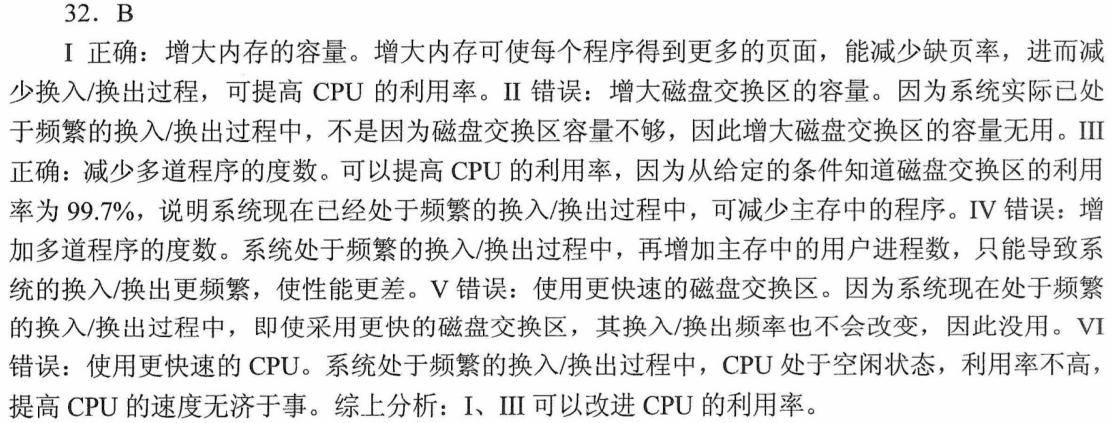 32. B
I 正确：增大内存的容量。增大内存可使每个程序得到更多的页面，能减少缺页率，进而减
少换入/换出过程，可提高 CPU 的利用率。II 错误：增大磁盘交换区的容量。因为系统实际已处
于频繁的换入/换出过程中，不是因为磁盘交换区容量不够，因此增大磁盘交换区的容量无用。III
正确：减少多道程序的度数。可以提高 CPU 的利用率，因为从给定的条件知道磁盘交换区的利用
率为 99.7%，说明系统现在已经处于频繁的换入/换出过程中，可减少主存中的程序。IV 错误：增
加多道程序的度数。系统处于频繁的换入/换出过程中，再增加主存中的用户进程数，只能导致系
统的换入/换出更频繁，使性能更差。V 错误：使用更快速的磁盘交换区。因为系统现在处于频繁
的换入/换出过程中，即使采用更快的磁盘交换区，其换入/换出频率也不会改变，因此没用。VI
错误：使用更快速的 CPU。系统处于频繁的换入/换出过程中，CPU 处于空闲状态，利用率不高，
提高 CPU 的速度无济于事。综上分析：I、III 可以改进 CPU 的利用率。